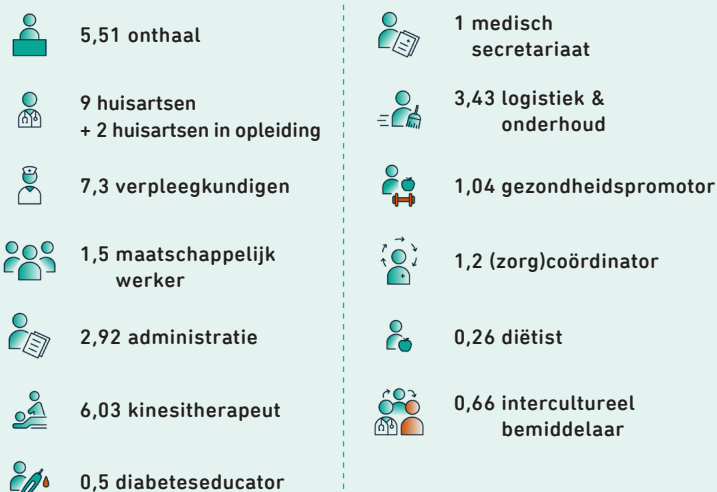 5,51 onthaal
9 huisartsen
+ 2 huisartsen in opleiding
7,3 verpleegkundigen
1,5 maatschappelijk
werker
2,92 administratie
6,03 kinesitherapeut
0,5 diabeteseducator
1 medisch
secretariaat
3,43 logistiek &
onderhoud
1,04 gezondheidspromotor
1,2 (zorg)coördinator
0,26 diëtist
0,66 intercultureel
bemiddelaar